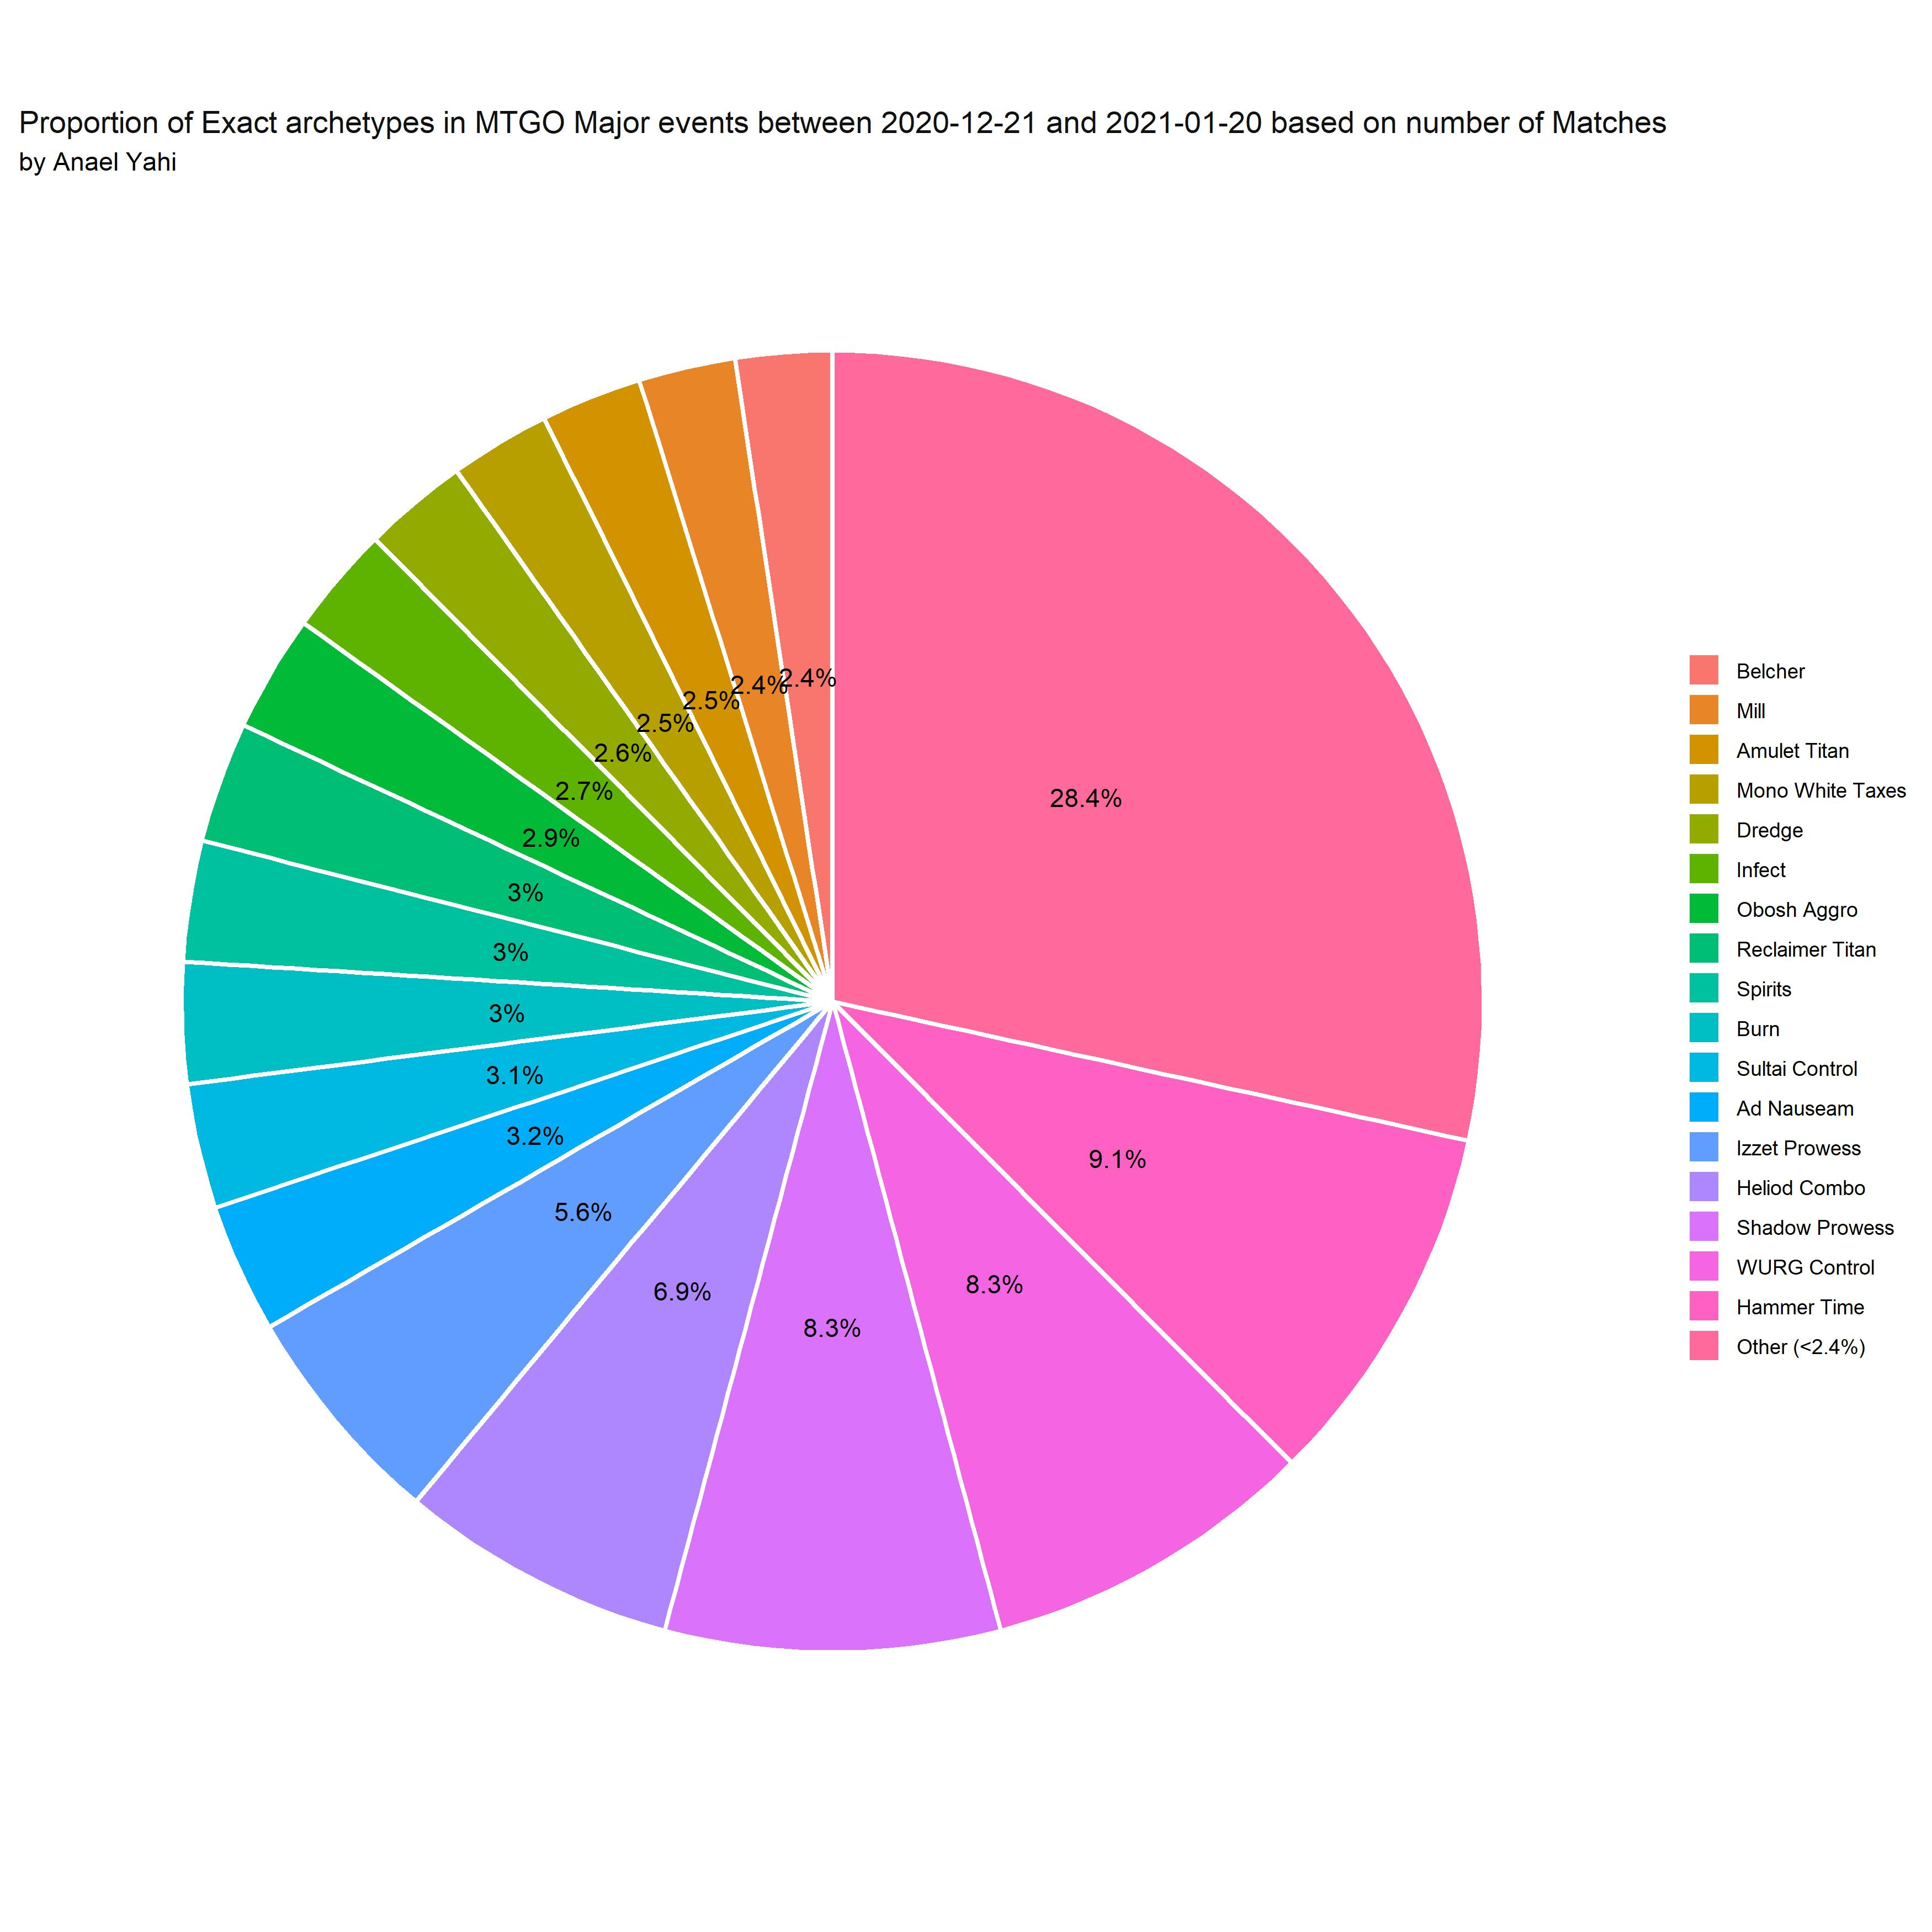 Proportion of Exact archetypes in MTGO Major events between 2020-12-21 and 2021-01-20 based on number of Matches
by Anael Yahi
2.4%
2.4%
2.5%
2.5%
2.6%
2.7%
2.9%
3%
3%
3%
3.1%
3.2%
5.6%
6.9%
8.3%
8.3%
9.1%
28.4%
Belcher
Mill
Amulet Titan
Mono White Taxes
Dredge
Infect
Obosh Aggro
Reclaimer Titan
Spirits
Burn
Sultai Control
Ad Nauseam
Izzet Prowess
Heliod Combo
Shadow Prowess
WURG Control
Hammer Time
Other (<2.4%)